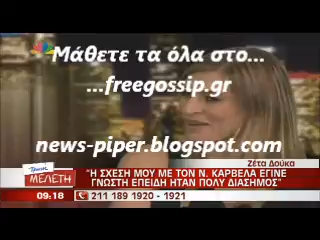 Μάθετε τα όλα στο...
...freegossip.gr
news-piper.blogspot.com
Ζέτα Δούκα
Πρωινή
ΜΕΛΕΤΗ
"Η ΣΧΕΣΗ ΜΟΥ ΜΕ ΤΟΝ Ν. ΚΑΡΒΕΛΑ ΕΓΙΝΕ
ΓΝΩΣΤΗ ΕΠΕΙΔΗ ΗΤΑΝ ΠΟΛΥ ΔΙΑΣΗΜΟΣ"
09:18 211 189 1920 - 1921